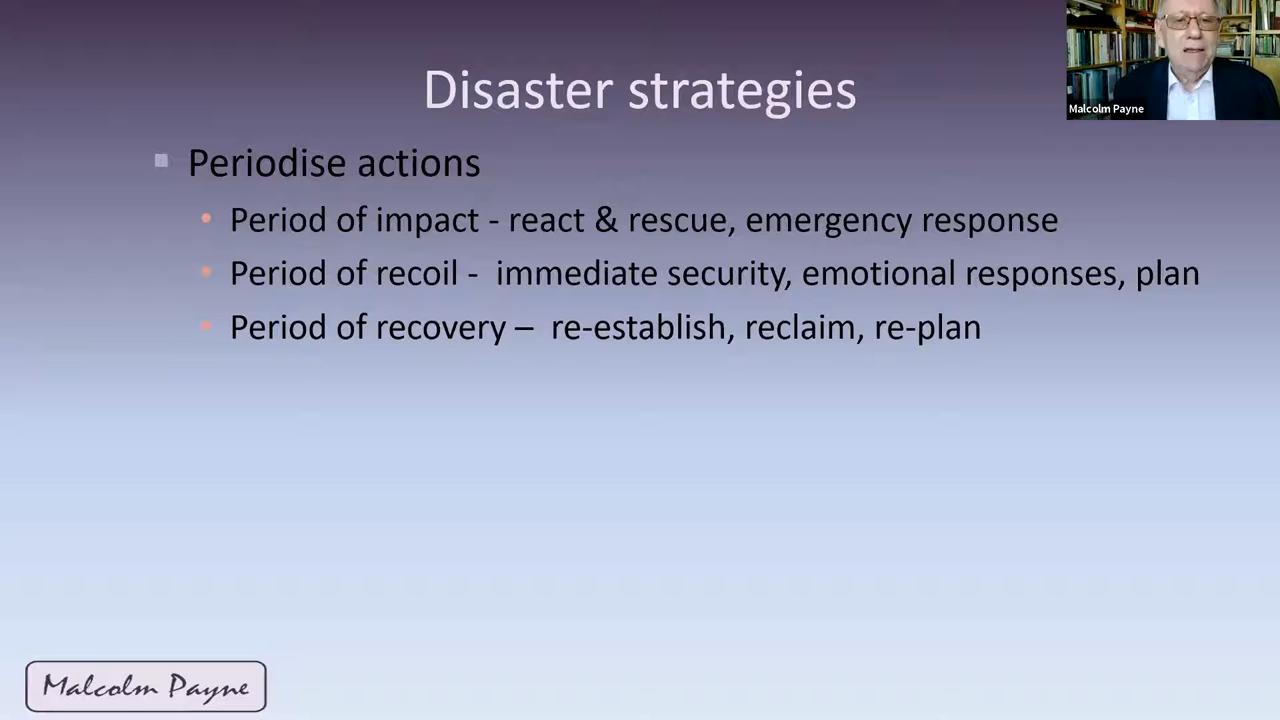 Disaster strategies
Malcolm Payne
Periodise actions
Period of impact - react & rescue, emergency response
Period of recoil - immediate security, emotional responses, plan
Period of recovery – re-establish, reclaim, re-plan
Malcolm Payne